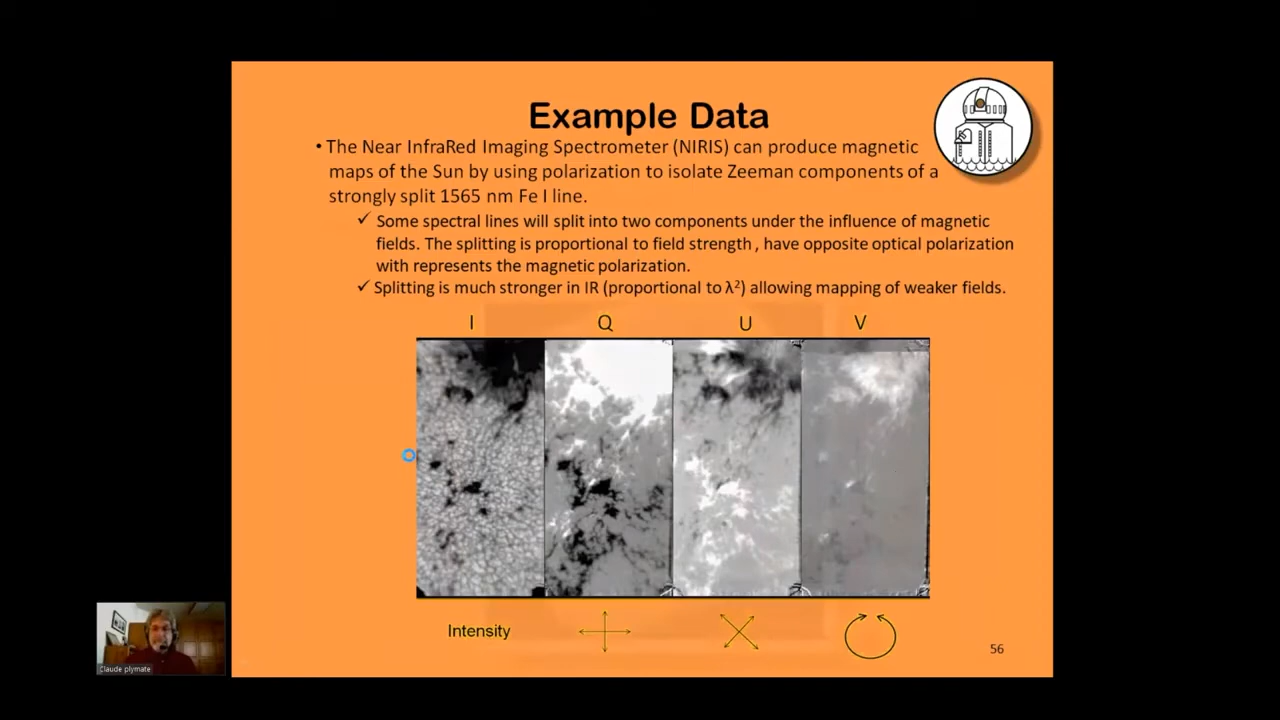 Example Data
• The Near InfraRed Imaging Spectrometer (NIRIS) can produce magnetic
maps of the Sun by using polarization to isolate Zeeman components of a
strongly split 1565 nm Fe I line.
✓ Some spectral lines will split into two components under the influence of magnetic
fields. The splitting is proportional to field strength , have opposite optical polarization
with represents the magnetic polarization.
✓ Splitting is much stronger in IR (proportional to λ²) allowing mapping of weaker fields.
I Q U V
Intensity
56
Claude plymate